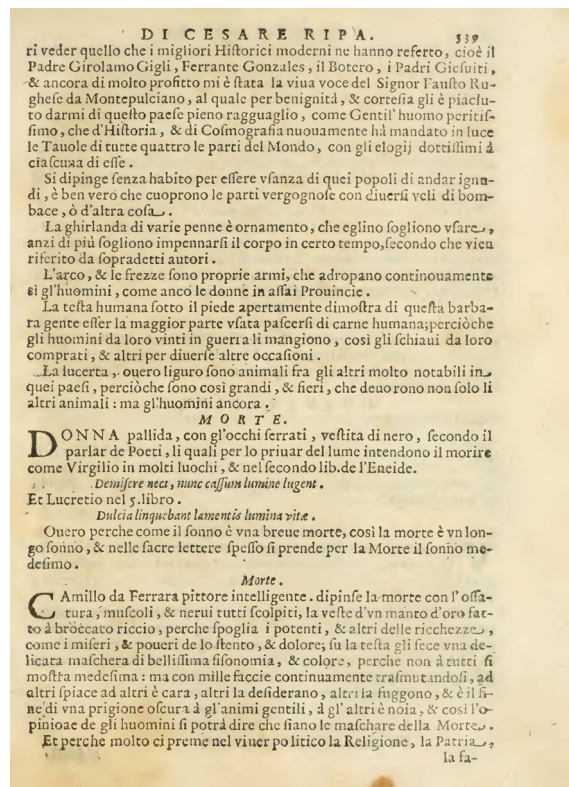 DI CESARE RIPA. 339
ri veder quello che i migliori Hiſtorici moderni ne hanno referto, cioè il
Padre Girolamo Gigli, Ferrante Gonzales, il Botero, i Padri Gieſuiti,
& ancora di molto profitto mi è ſtata la viua voce del Signor Fauſto Ru-
gheſe da Montepulciano, al quale per benignità, & corteſia gli è piacſu-
to darmi di queſto paeſe pieno ragguaglio, come Gentil'huomo peritiſ-
ſimo, che d'Hiſtoria, & di Coſmografia nuouamente hà mandato in luce
le Tauole di tutte quattro le parti del Mondo, con gli elogij dottiſſimi à
ciaſcuna di eſſe.
Si dipinge ſenza habito per eſſere vſanza di quei popoli di andar ignu-
di, è ben vero che cuoprono le parti vergognoſe con diuerſi veli di bom-
bace, ò d'altra coſa.
La ghirlanda di varie penne è ornamento, che eglino ſogliono vſare,
anzi di più ſogliono impennarſi il corpo in certo tempo, ſecondo che vien
riferito da ſopradetti autori.
L'arco, & le frezze ſono proprie armi, che adropano continouamente
sì gl'huomini, come anco le donne in aſſai Prouincie.
La teſta humana ſotto il piede apertamente dimoſtra di queſta barba-
ra gente eſſer la maggior parte vſata paſcerſi di carne humana; perciòche
gli huomini da loro vinti in guerra li mangiono, così gli ſchiaui da loro
comprati, & altri per diuerſe altre occaſioni.
La lucerta, ouero liguro ſono animali fra gli altri molto notabili in
quei paeſi, perciòche ſono così grandi, & fieri, che deuorono non ſolo li
altri animali: ma gl'huomini ancora.
MORTE.
DONNA pallida, con gl'occhi ſerrati, veſtita di nero, ſecondo il
parlar de Poeti, li quali per lo priuar del lume intendono il morire
come Virgilio in molti luochi, & nel ſecondo lib. de l'Eneide.
Demiſere neci, nunc caſſum lumine lugent.
Et Lucretio nel 5. libro.
Dulcia linquebant lamentis lumina vitæ.
Ouero perche come il ſonno è vna breue morte, così la morte è vn lon-
go ſonno, & nelle ſacre lettere ſpeſſo ſi prende per la Morte il ſonno me-
deſimo.
Morte.
CAmillo da Ferrara pittore intelligente. dipinſe la morte con l'oſſa-
tura, muſcoli, & nerui tutti ſcolpiti, la veſte d'vn manto d'oro fat-
to à broccato riccio, perche ſpoglia i potenti, & altri delle ricchezze,
come i miſeri, & poueri de lo ſtento, & dolore; ſu la teſta gli fece vna de-
licata maſchera di belliſſima fiſonomia, & colore, perche non à tutti ſi
moſtra medeſima: ma con mille faccie continuamente traſmutandoſi, ad
altri ſpiace ad altri è cara, altri la deſiderano, altri la fuggono, & è il fi-
ne di vna prigione oſcura à gl'animi gentili, à gl'altri è noia, & così l'o-
pinione de gli huomini ſi potrà dire che ſiano le maſchare della Morte.
Et perche molto ci preme nel viuer politico la Religione, la Patria,
la fa-